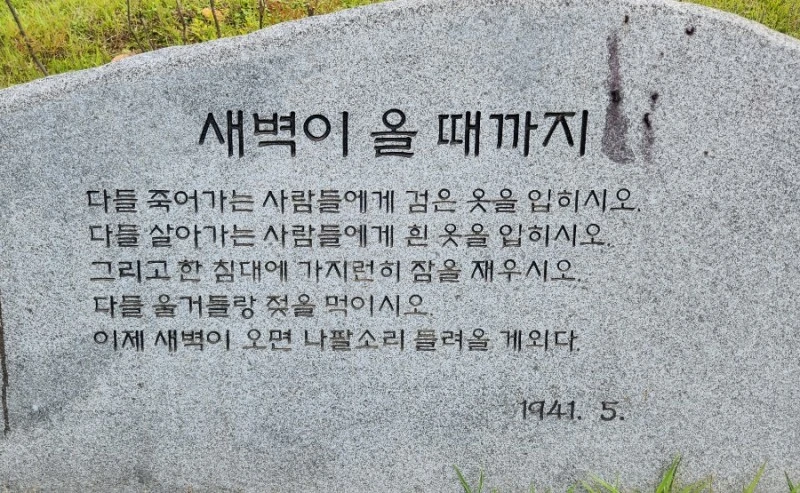 새벽이 올 때까지
다들 죽어가는 사람들에게 검은 옷을 입히시오.
다들 살아가는 사람들에게 흰 옷을 입히시오.
그리고 한 침대에 가지런히 잠을 재우시오.
다들 울거들랑 젖을 먹이시오.
이제 새벽이 오면 나팔소리 들려올 게외다.
1941. 5.